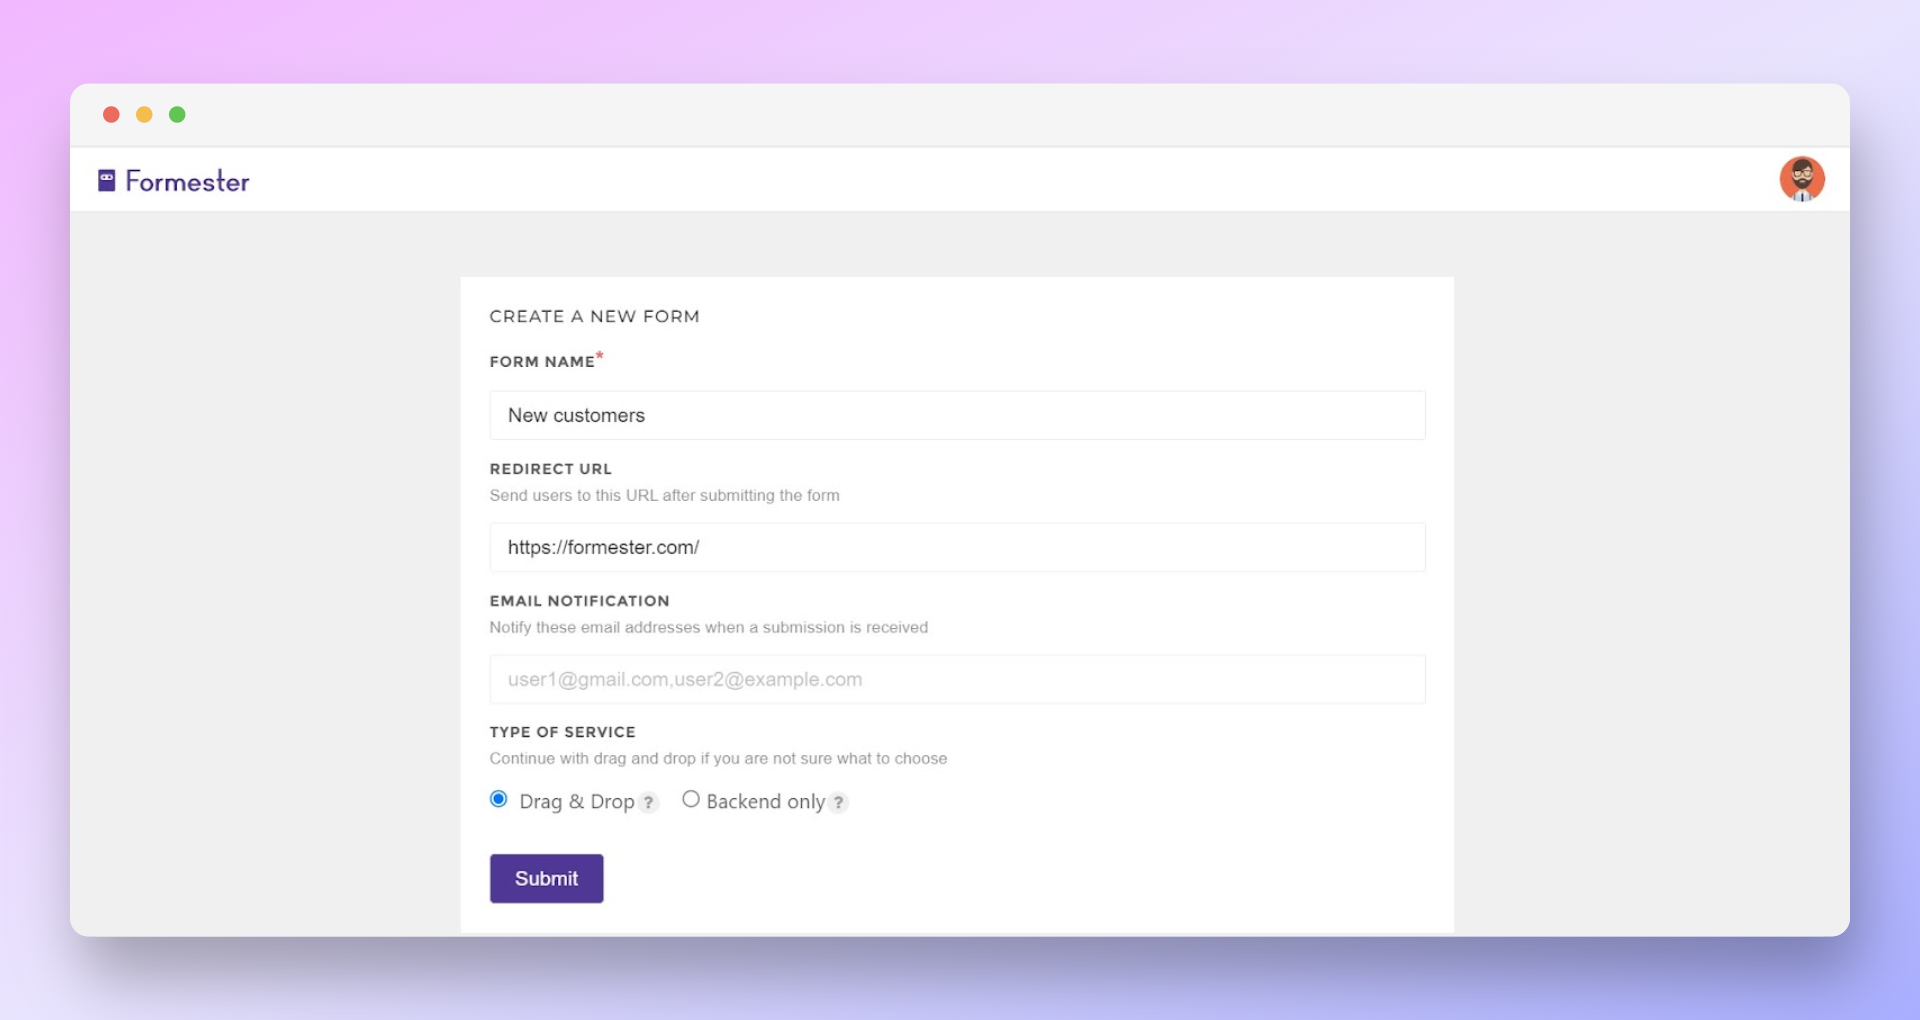 Formester
CREATE A NEW FORM
FORM NAME*
New customers
REDIRECT URL
Send users to this URL after submitting the form
https://formester.com/
EMAIL NOTIFICATION
Notify these email addresses when a submission is received
user1@gmail.com,user2@example.com
TYPE OF SERVICE
Continue with drag and drop if you are not sure what to choose
Drag & Drop ? Backend only ?
Submit